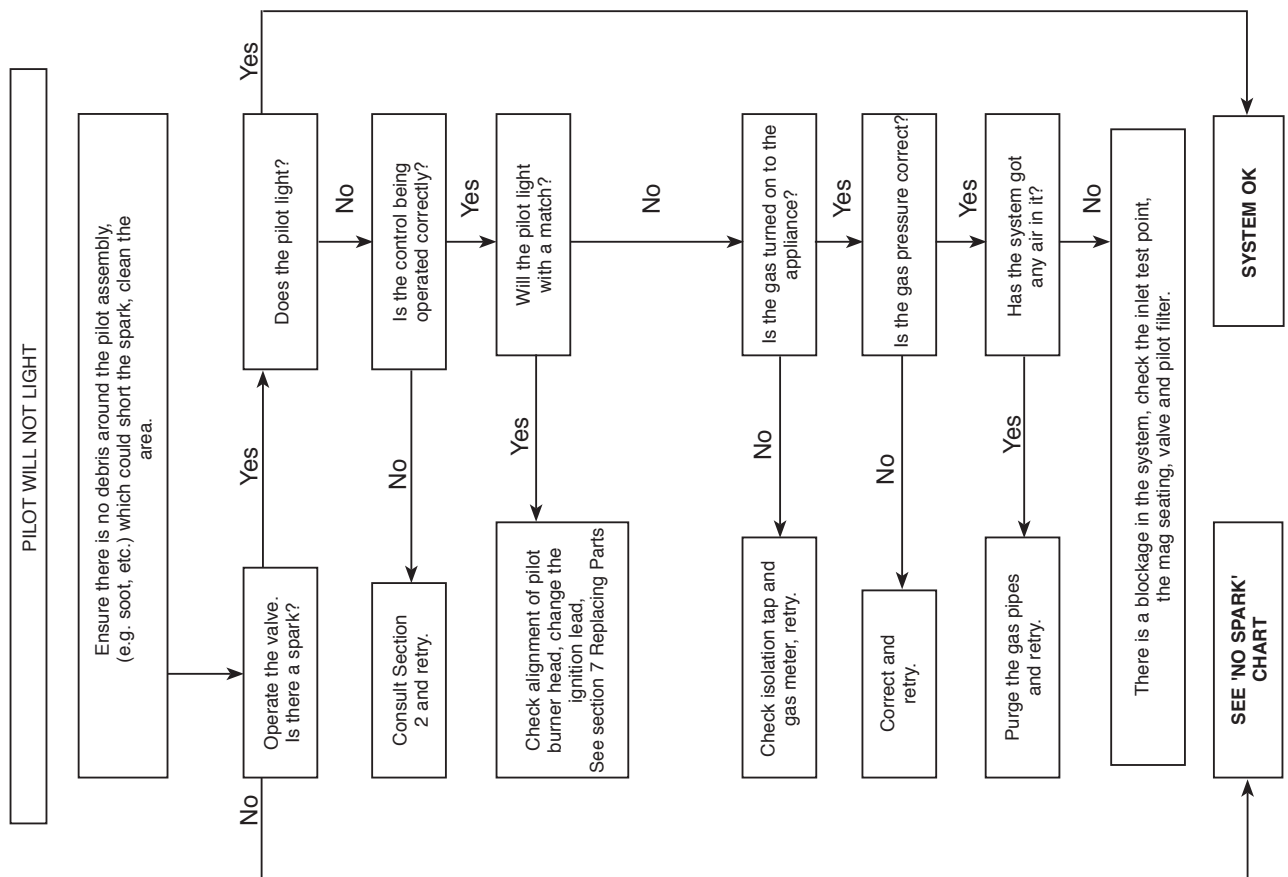 PILOT WILL NOT LIGHT
Ensure there is no debris around the pilot assembly,
(e.g. soot, etc.) which could short the spark, clean the
area.
Operate the valve.
Is there a spark?
No
Yes
Does the pilot light?
Yes
No
Consult Section
2 and retry.
No
Is the control being
operated correctly?
Yes
Check alignment of pilot
burner head, change the
ignition lead,
See section 7 Replacing Parts
Yes
Will the pilot light
with a match?
No
Check isolation tap and
gas meter, retry.
No
Is the gas turned on to the
appliance?
Yes
Correct and
retry.
No
Is the gas pressure correct?
Yes
Purge the gas pipes
and retry.
Yes
Has the system got
any air in it?
No
There is a blockage in the system, check the inlet test point,
the mag seating, valve and pilot filter.
SEE 'NO SPARK'
CHART
SYSTEM OK